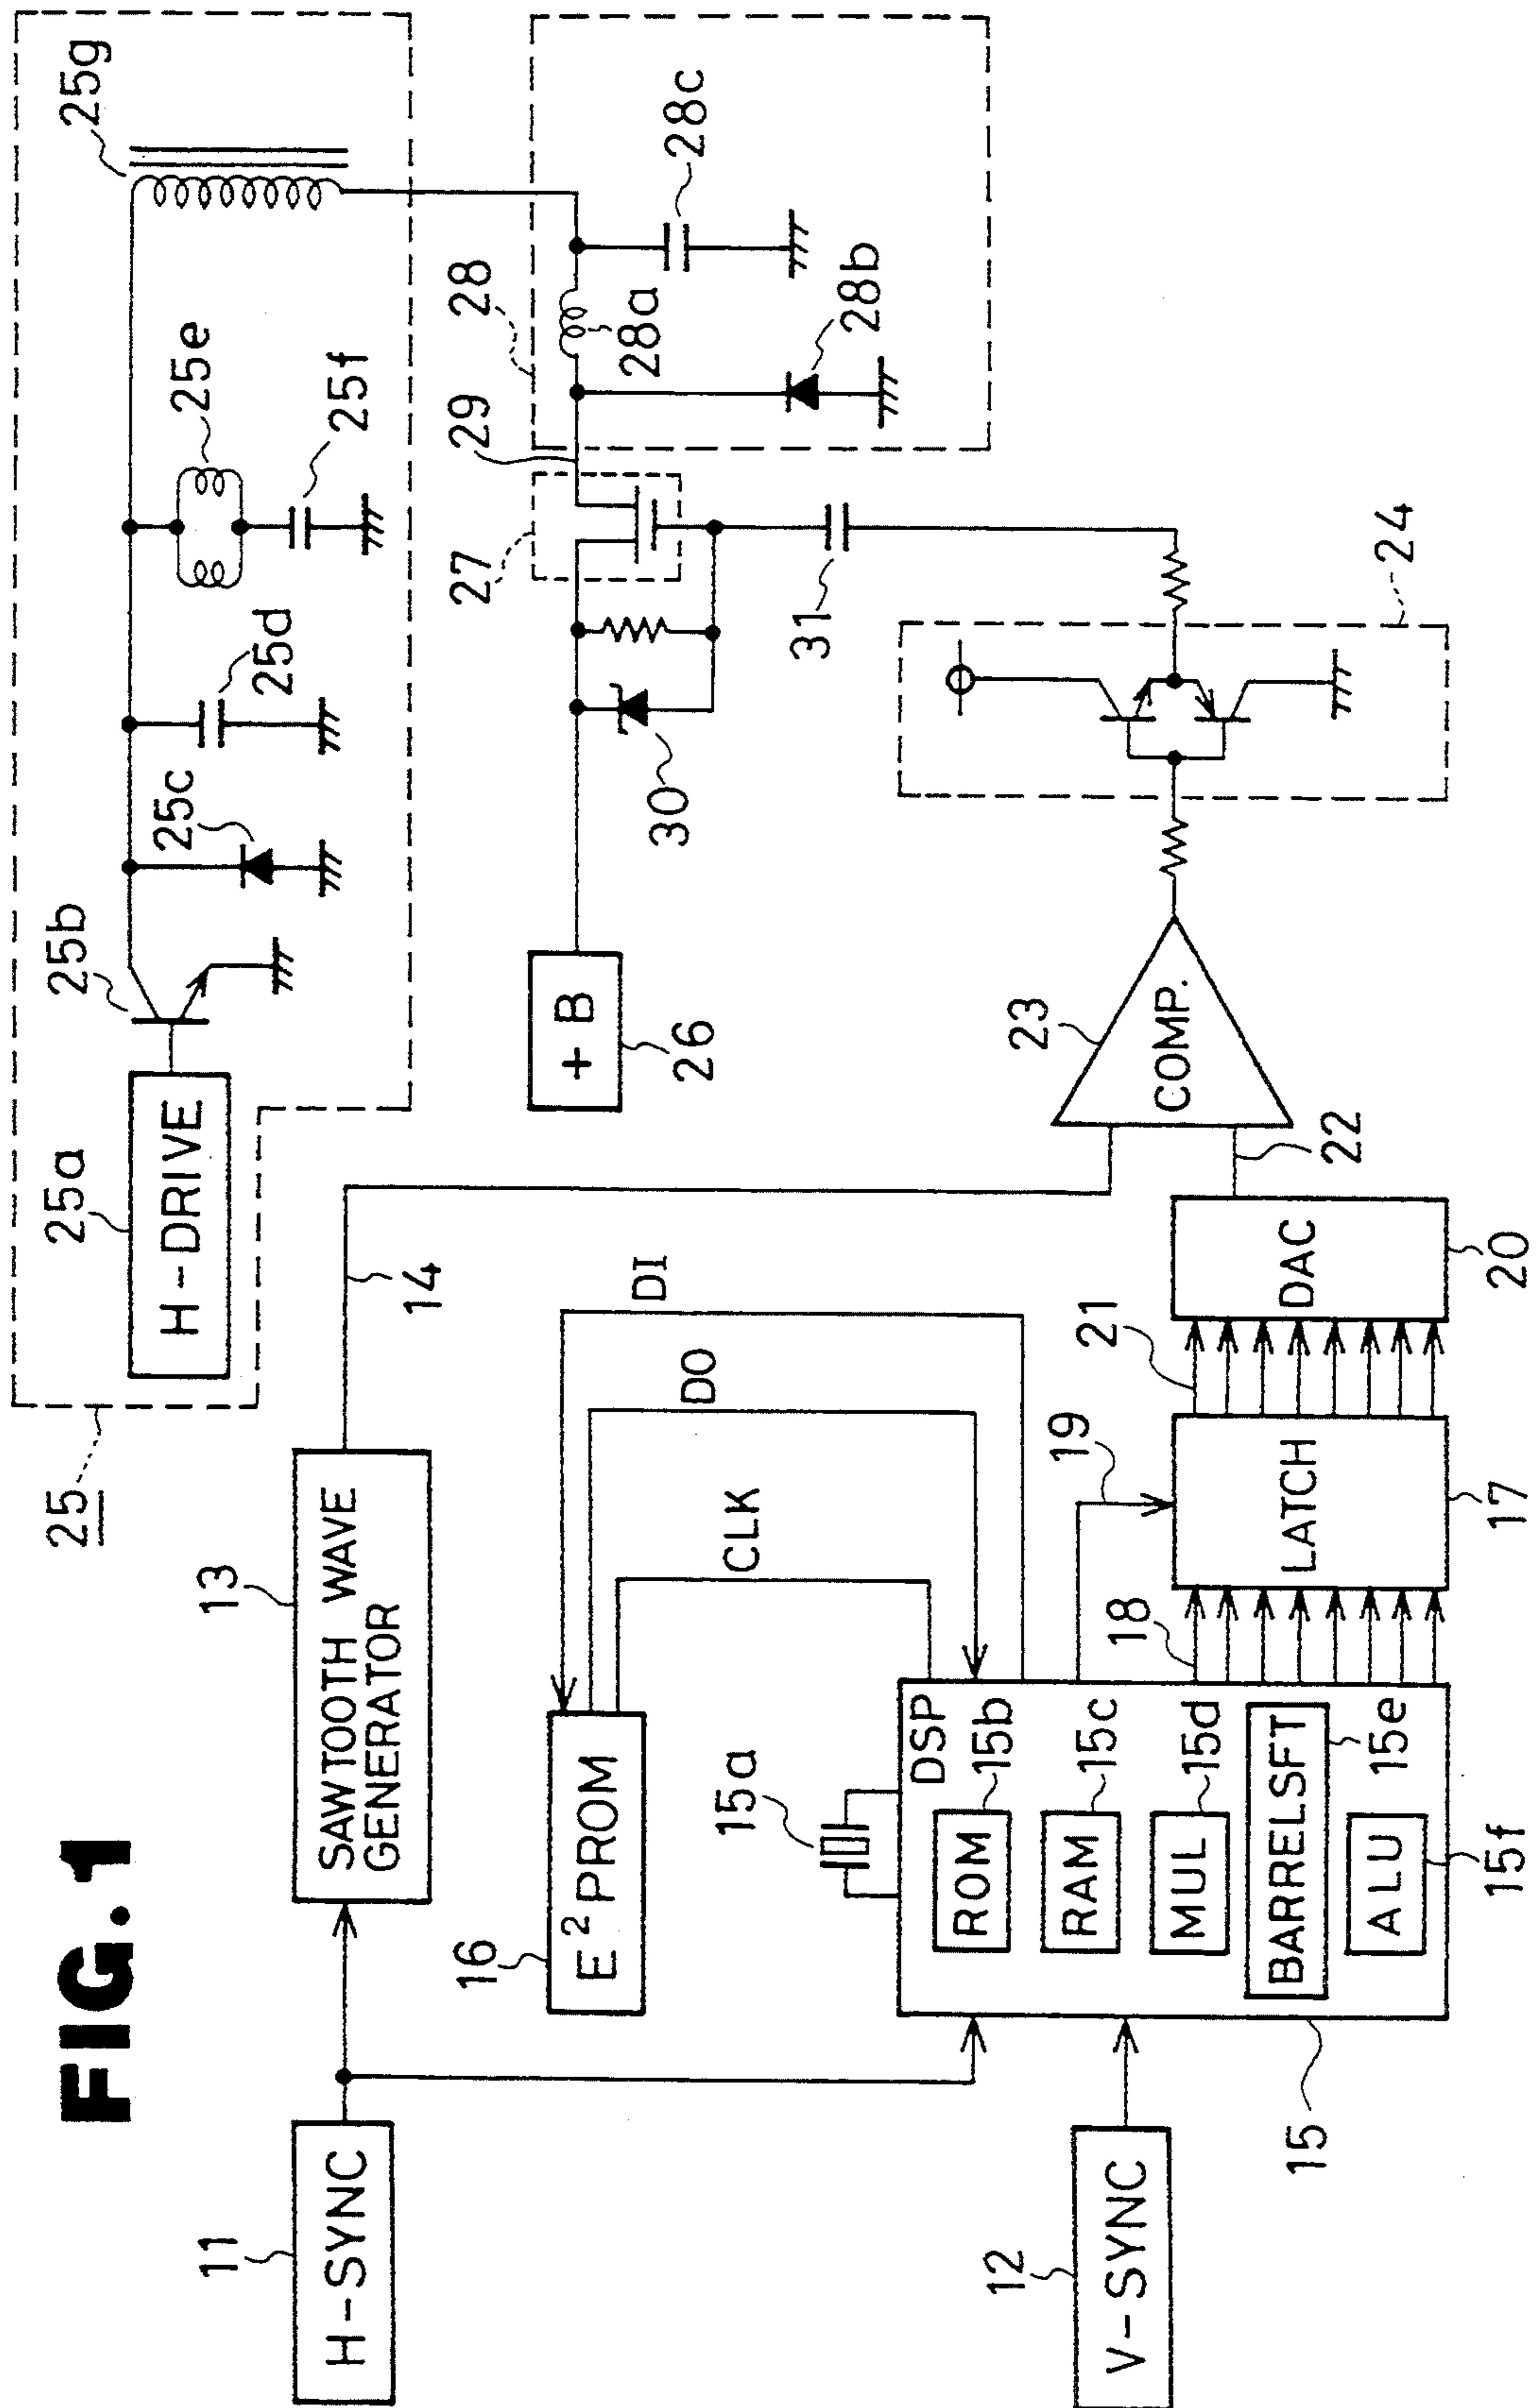 FIG.1
25g
25e
25f
25d
25c
25b
25a
H-DRIVE
25
28c
28
28a
28b
29
27
30
31
+B
26
24
23
COMP.
22
14
13
SAWTOOTH WAVE
GENERATOR
11
H-SYNC
DI
DO
CLK
16
E²PROM
15a
DSP
ROM
15b
RAM
15c
MUL
15d
BARRELSFT
15e
ALU
15f
15
12
V-SYNC
18
19
LATCH
17
21
DAC
20